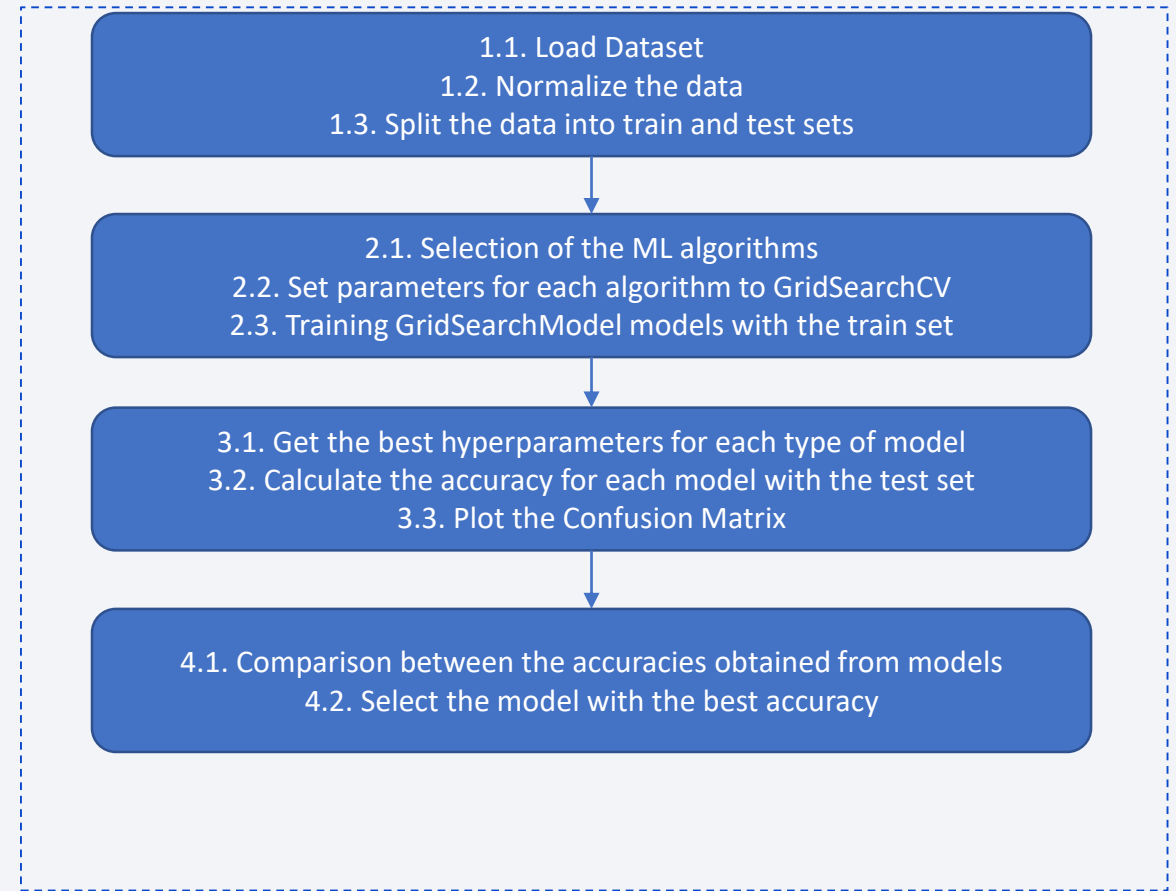 1.1. Load Dataset
1.2. Normalize the data
1.3. Split the data into train and test sets
2.1. Selection of the ML algorithms
2.2. Set parameters for each algorithm to GridSearchCV
2.3. Training GridSearchModel models with the train set
3.1. Get the best hyperparameters for each type of model
3.2. Calculate the accuracy for each model with the test set
3.3. Plot the Confusion Matrix
4.1. Comparison between the accuracies obtained from models
4.2. Select the model with the best accuracy